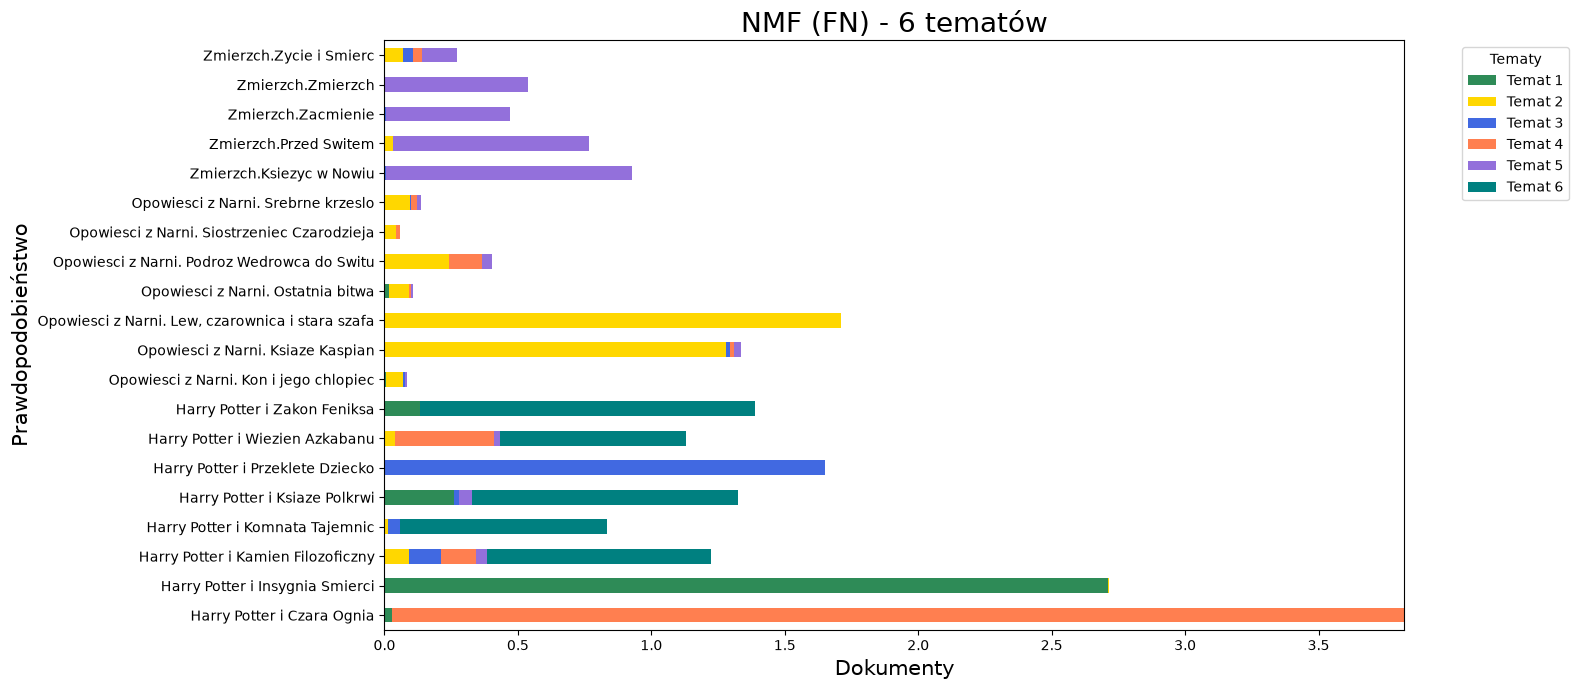 NMF (FN) - 6 tematów
Prawdopodobieństwo
Zmierzch.Zycie i Smierc
Zmierzch.Zmierzch
Zmierzch.Zacmienie
Zmierzch.Przed Switem
Zmierzch.Ksiezyc w Nowiu
Opowiesci z Narni. Srebrne krzeslo
Opowiesci z Narni. Siostrzeniec Czarodzieja
Opowiesci z Narni. Podroz Wedrowca do Switu
Opowiesci z Narni. Ostatnia bitwa
Opowiesci z Narni. Lew, czarownica i stara szafa
Opowiesci z Narni. Ksiaze Kaspian
Opowiesci z Narni. Kon i jego chlopiec
Harry Potter i Zakon Feniksa
Harry Potter i Wiezien Azkabanu
Harry Potter i Przeklete Dziecko
Harry Potter i Ksiaze Polkrwi
Harry Potter i Komnata Tajemnic
Harry Potter i Kamien Filozoficzny
Harry Potter i Insygnia Smierci
Harry Potter i Czara Ognia
0.0 0.5 1.0 1.5 2.0 2.5 3.0 3.5
Dokumenty
Tematy
Temat 1
Temat 2
Temat 3
Temat 4
Temat 5
Temat 6